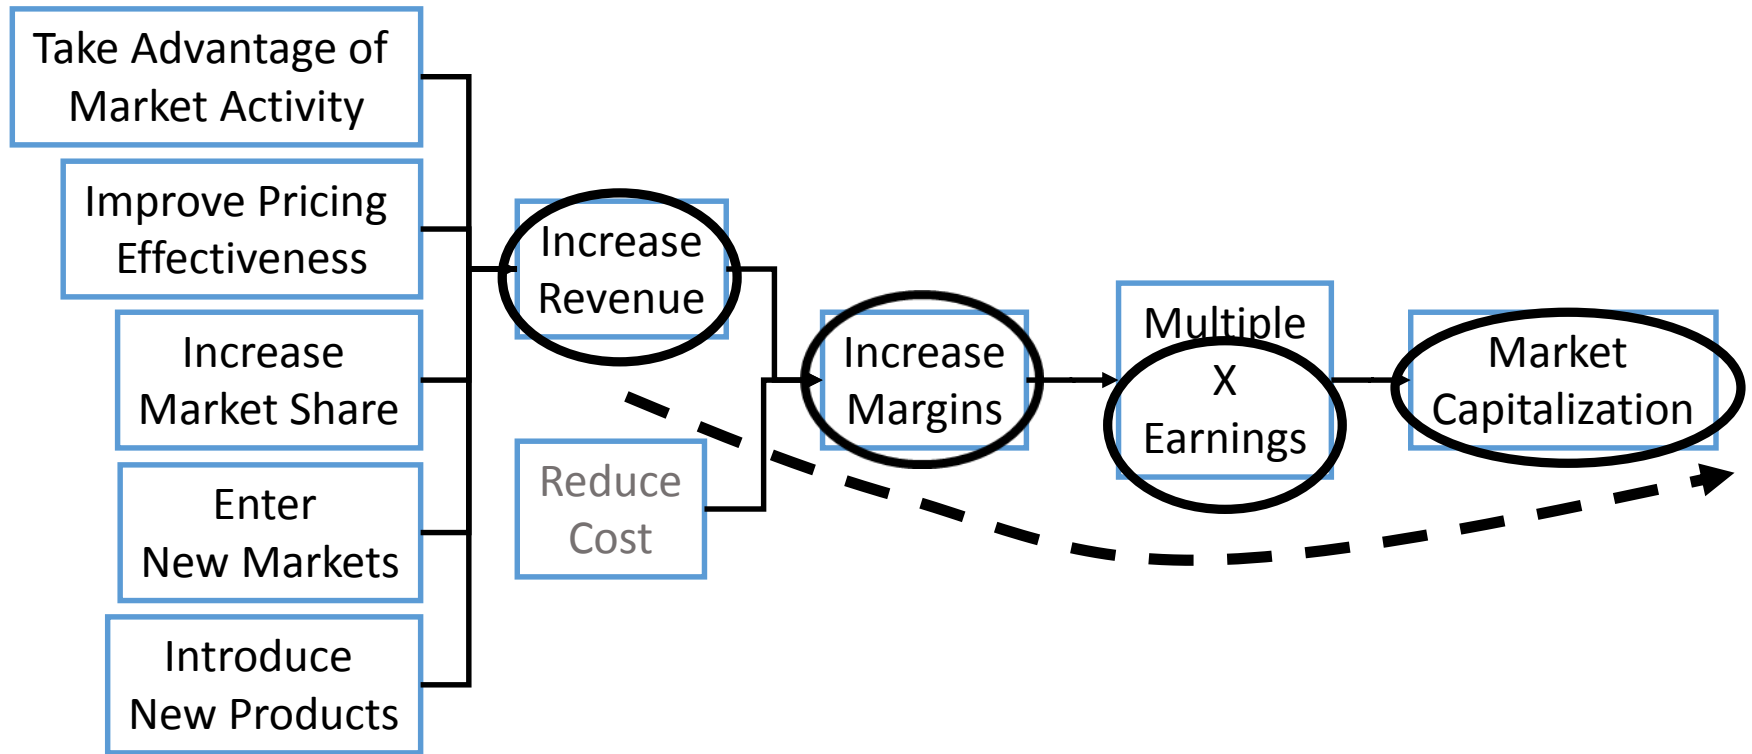 Take Advantage of
Market Activity
Improve Pricing
Effectiveness
Increase
Market Share
Enter
New Markets
Introduce
New Products
Increase
Revenue
Reduce
Cost
Increase
Margins
Multiple
X
Earnings
Market
Capitalization